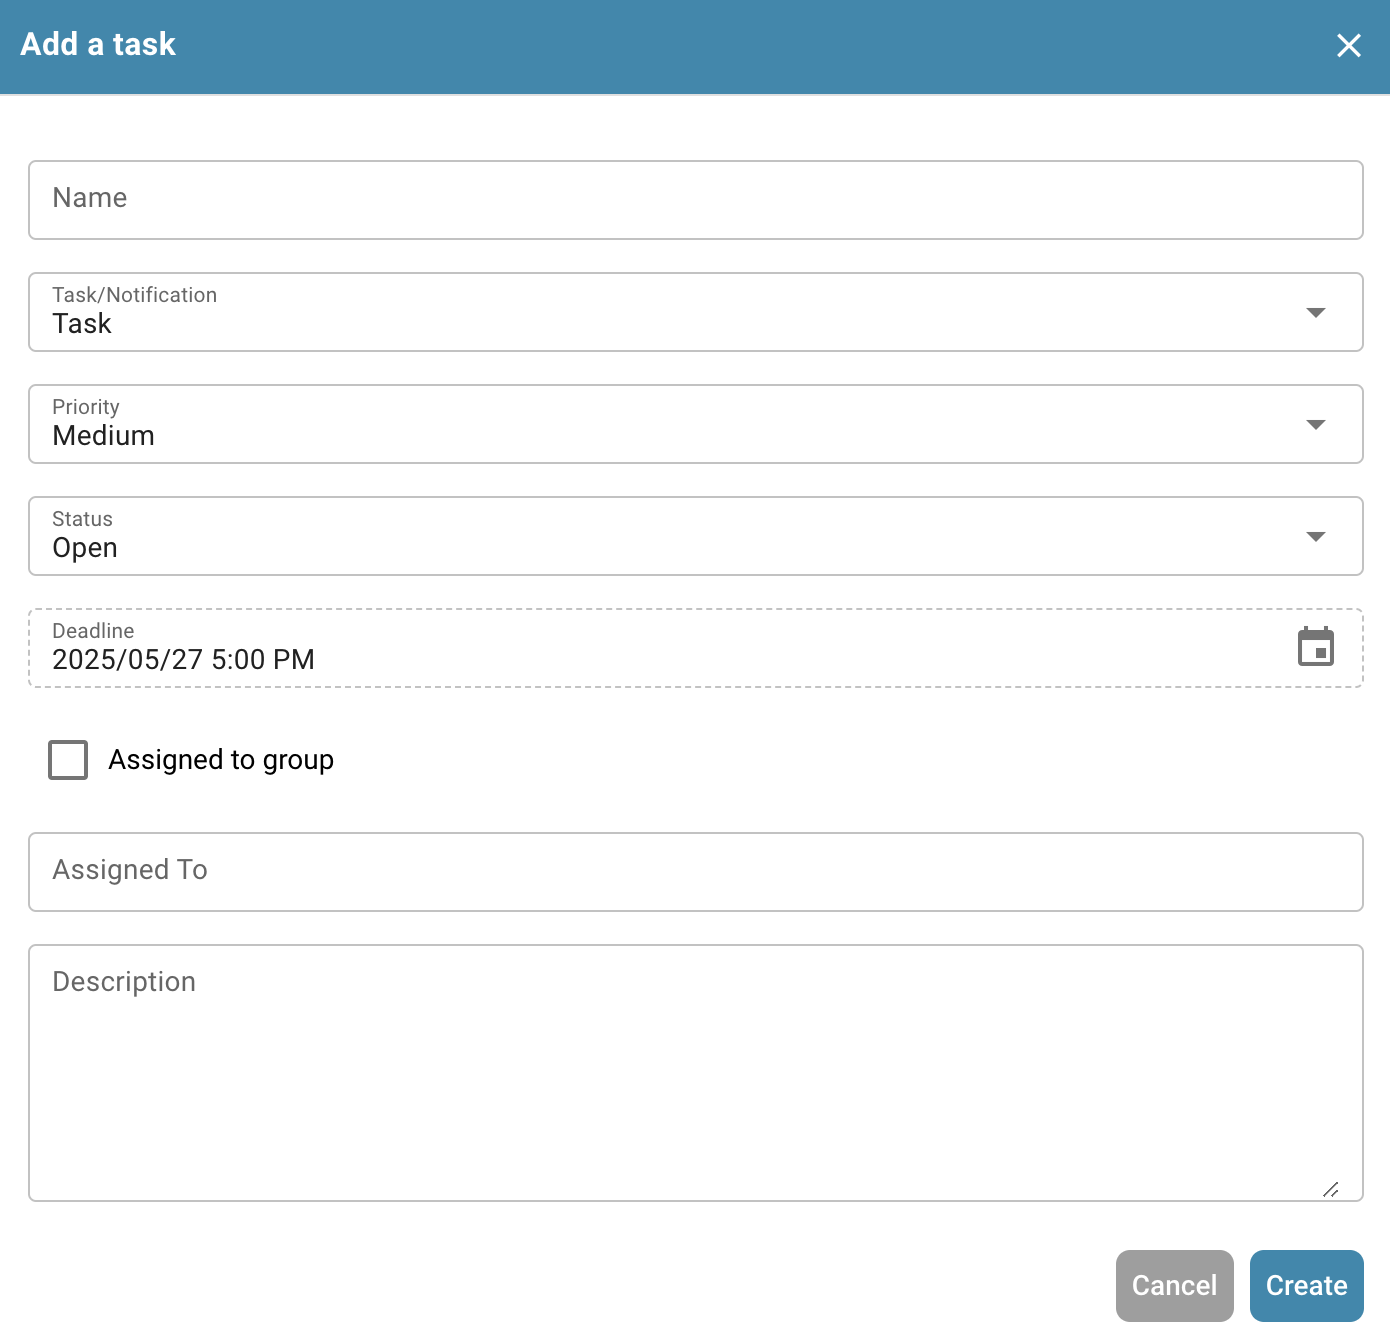 Add a task
Name
Task/Notification
Task
Priority
Medium
Status
Open
Deadline
2025/05/27 5:00 PM
Assigned to group
Assigned To
Description
Cancel
Create